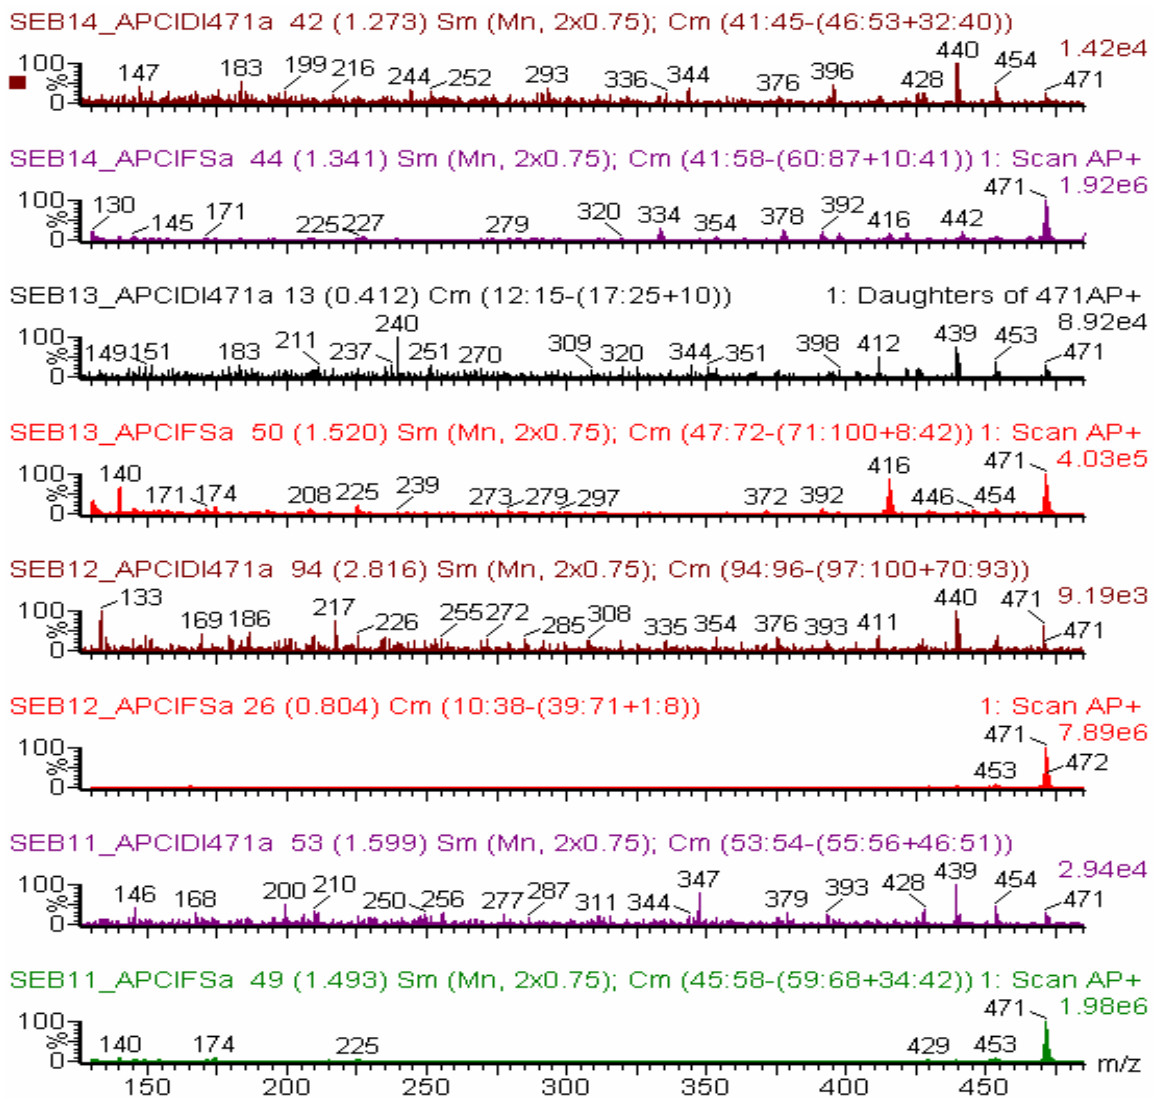 SEB14_APCIDI471a 42 (1.273) Sm (Mn, 2x0.75); Cm (41:45-(46:53+32:40))
1.42e4
100 % 0
147 183 199 216 244 252 293 336 344 376 396 428 440 454 471
SEB14_APCIFSa 44 (1.341) Sm (Mn, 2x0.75); Cm (41:58-(60:87+10:41)) 1: Scan AP+
1.92e6
100 % 0
130 145 171 225 227 279 320 334 354 378 392 416 442 471
SEB13_APCIDI471a 13 (0.412) Cm (12:15-(17:25+10)) 1: Daughters of 471AP+
8.92e4
100 % 0
149 151 183 211 237 240 251 270 309 320 344 351 398 412 439 453 471
SEB13_APCIFSa 50 (1.520) Sm (Mn, 2x0.75); Cm (47:72-(71:100+8:42)) 1: Scan AP+
4.03e5
100 % 0
140 171 174 208 225 239 273 279 297 372 392 416 446 454 471
SEB12_APCIDI471a 94 (2.816) Sm (Mn, 2x0.75); Cm (94:96-(97:100+70:93))
9.19e3
100 % 0
133 169 186 217 226 255 272 285 308 335 354 376 393 411 440 471 471
SEB12_APCIFSa 26 (0.804) Cm (10:38-(39:71+1:8)) 1: Scan AP+
7.89e6
100 % 0
453 471 472
SEB11_APCIDI471a 53 (1.599) Sm (Mn, 2x0.75); Cm (53:54-(55:56+46:51))
2.94e4
100 % 0
146 168 200 210 250 256 277 287 311 344 347 379 393 428 439 454 471
SEB11_APCIFSa 49 (1.493) Sm (Mn, 2x0.75); Cm (45:58-(59:68+34:42)) 1: Scan AP+
1.98e6
100 % 0
140 174 225 429 453 471
m/z
150 200 250 300 350 400 450